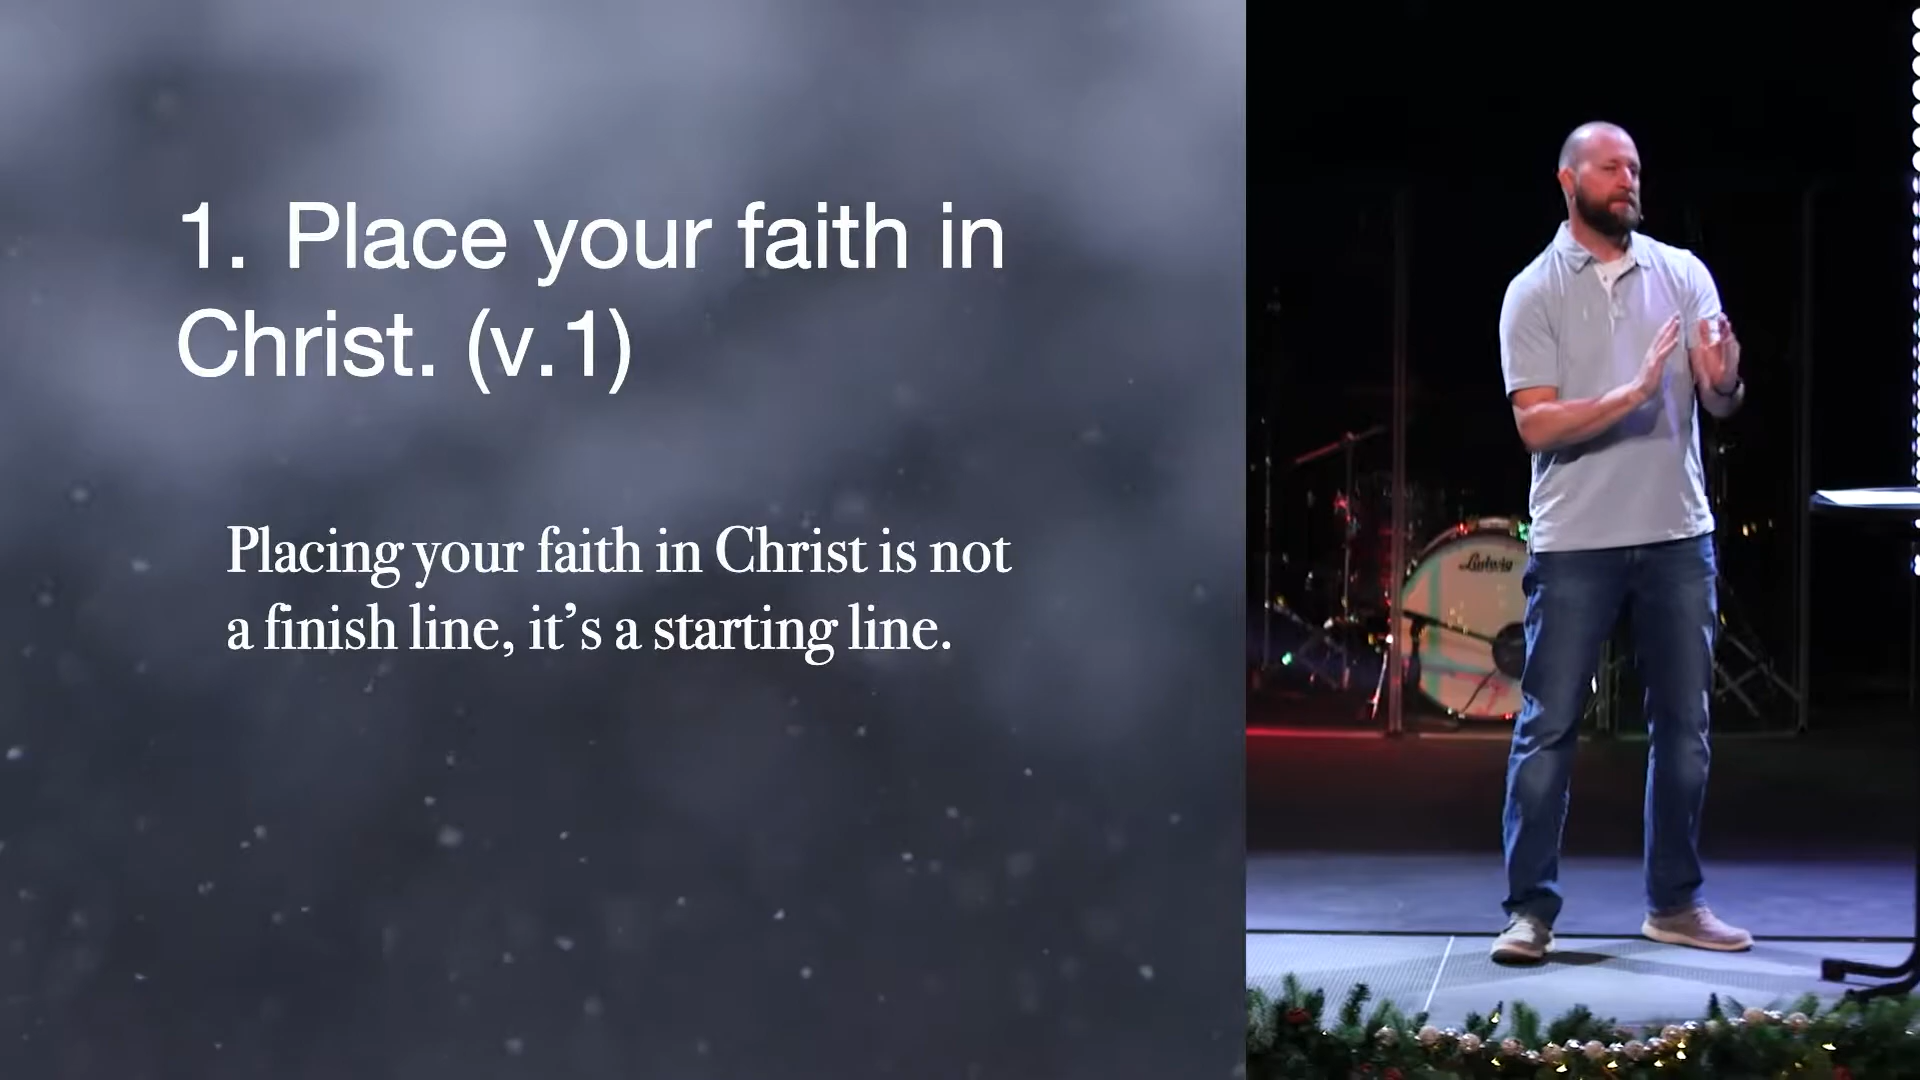 1. Place your faith in
Christ. (v.1)
Placing your faith in Christ is not
a finish line, it’s a starting line.
Ludwig